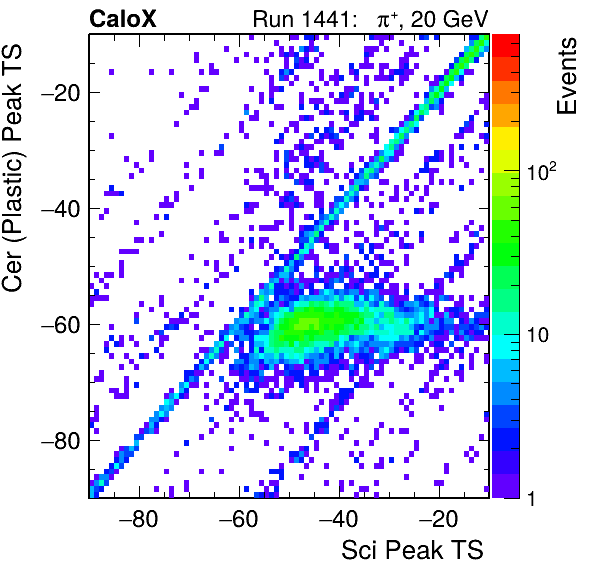 CaloX Run 1441: π⁺, 20 GeV
Cer (Plastic) Peak TS
−20
−40
−60
−80
−80 −60 −40 −20
Sci Peak TS
Events
10²
10
1